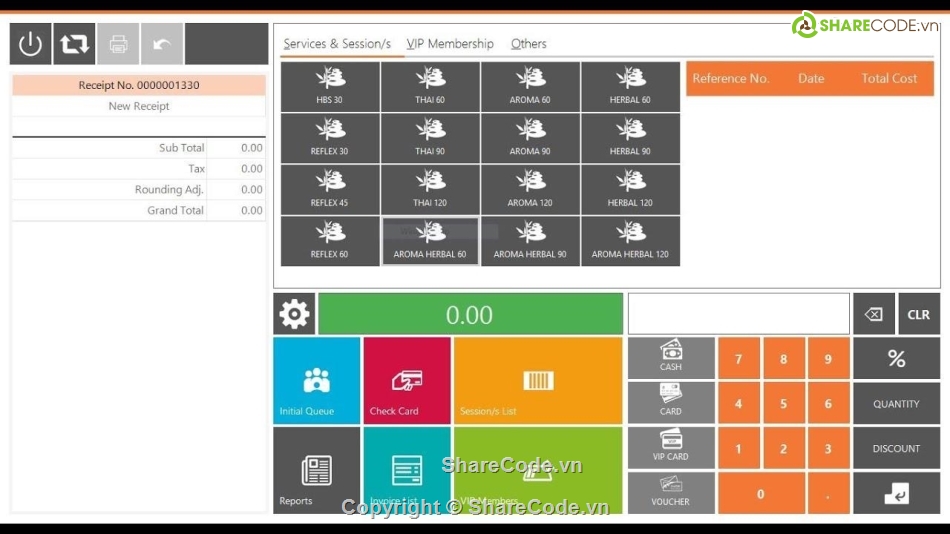 SHARECODE.vn
Receipt No. 0000001330
New Receipt
Sub Total 0.00
Tax 0.00
Rounding Adj. 0.00
Grand Total 0.00
Services & Session/s VIP Membership Others
HBS 30 THAI 60 AROMA 60 HERBAL 60
REFLEX 30 THAI 90 AROMA 90 HERBAL 90
REFLEX 45 THAI 120 AROMA 120 HERBAL 120
REFLEX 60 AROMA HERBAL 60 AROMA HERBAL 90 AROMA HERBAL 120
Reference No. Date Total Cost
0.00
CLR
Initial Queue Check Card Session/s List
Reports Invoice List VIP Members
CASH 7 8 9 %
CARD 4 5 6 QUANTITY
VIP CARD 1 2 3 DISCOUNT
VOUCHER 0 .
ShareCode.vn
Copyright © ShareCode.vn